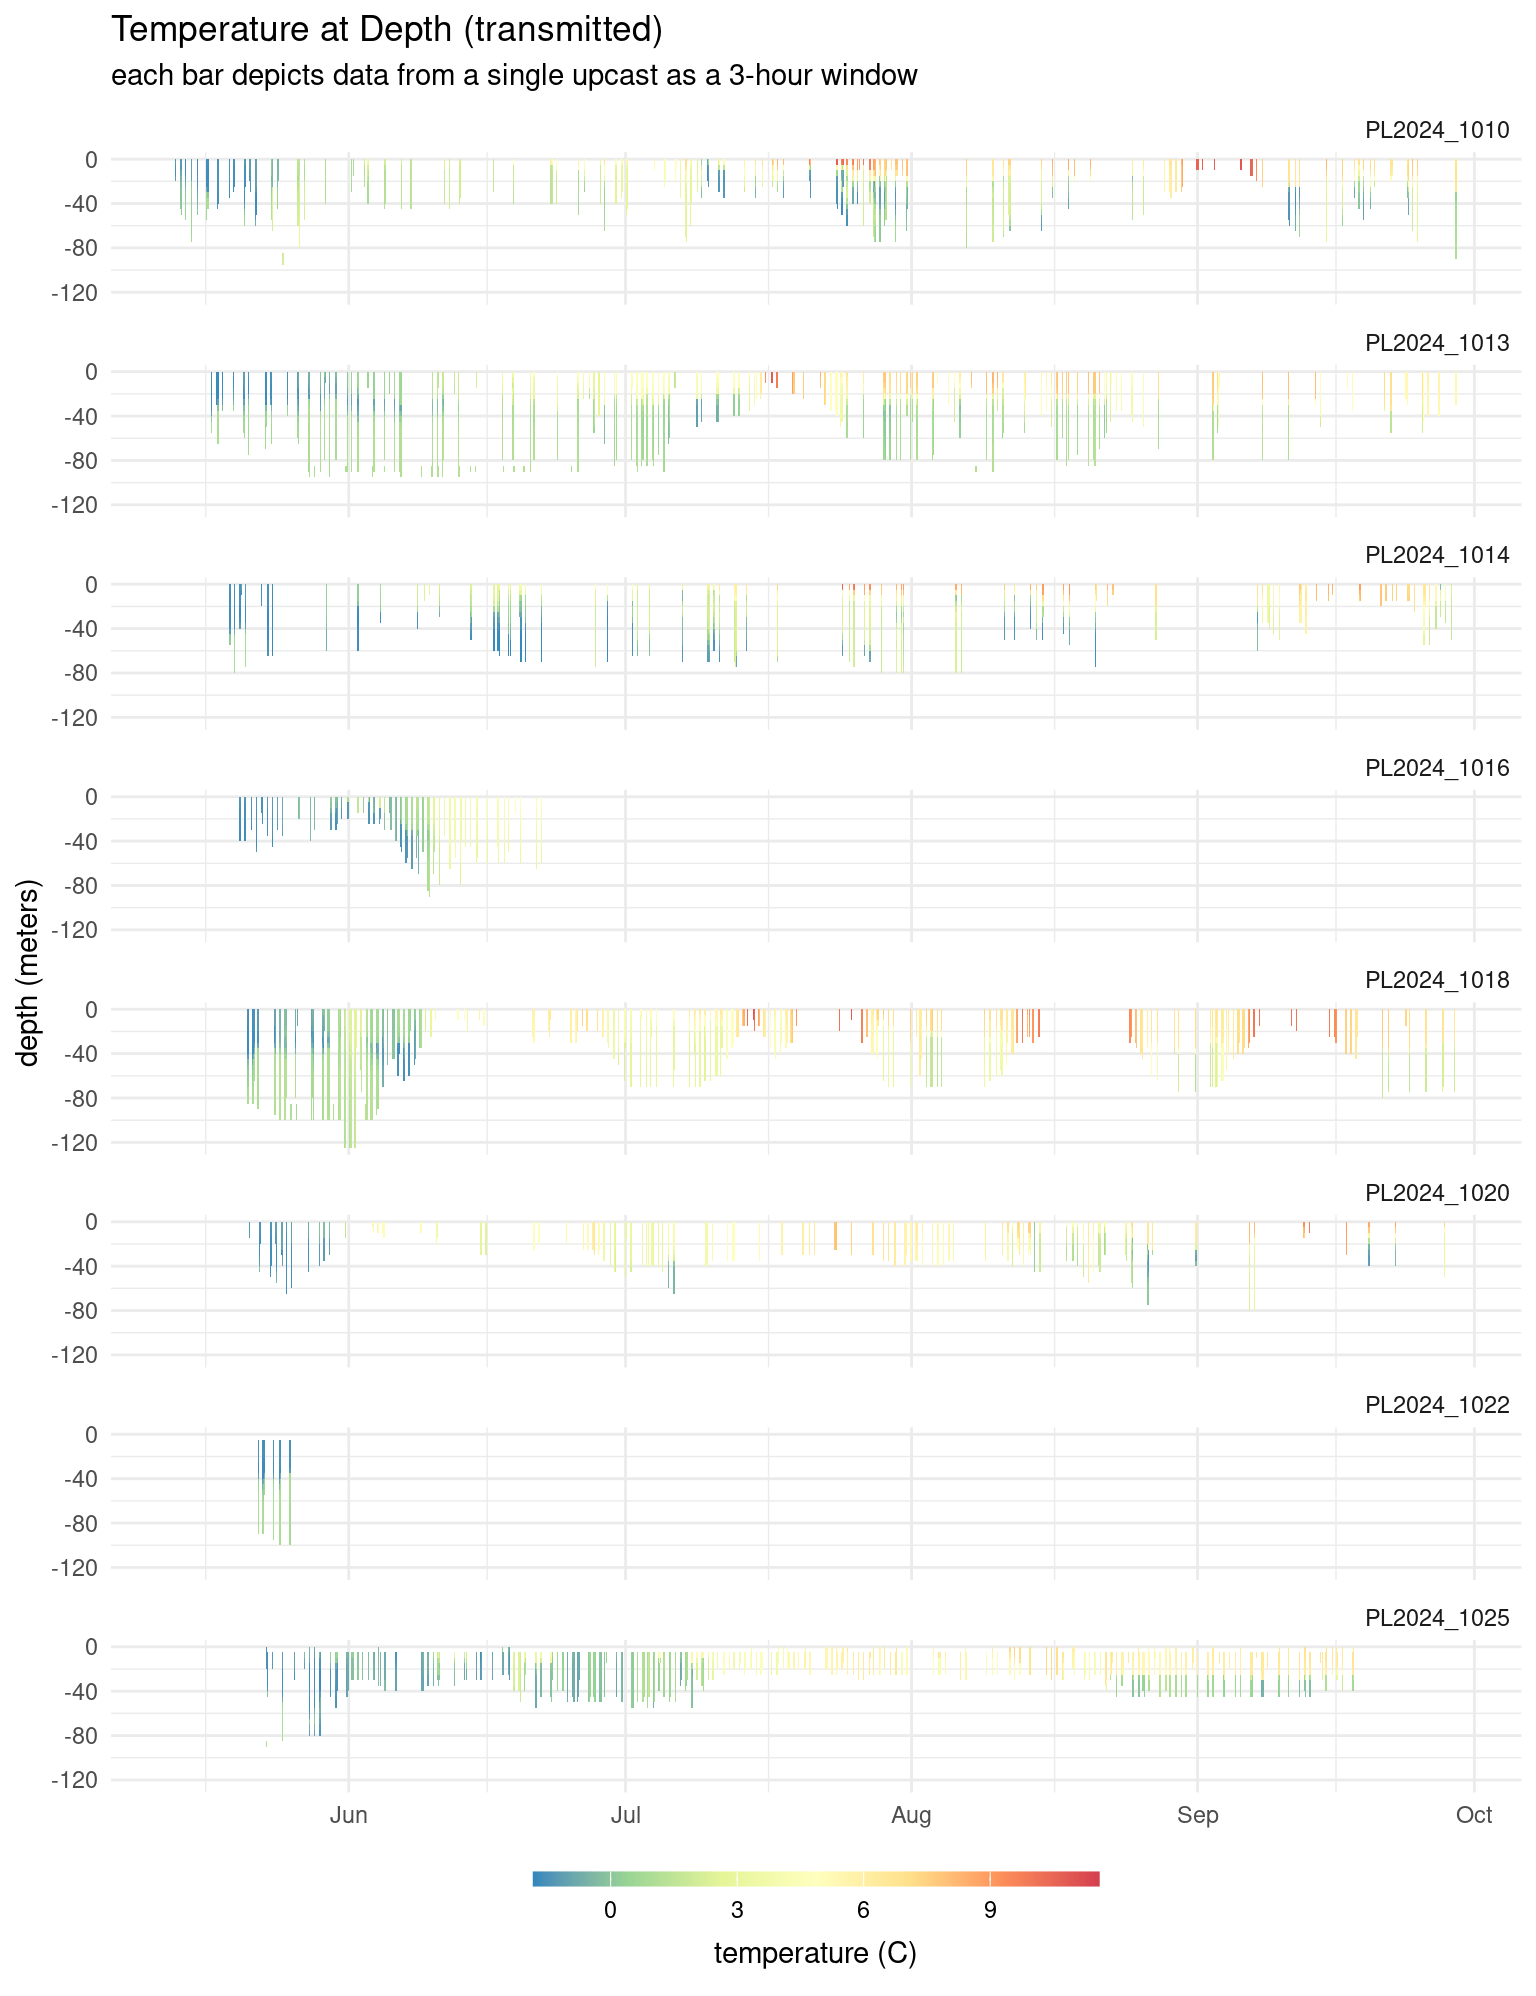 Temperature at Depth (transmitted)
each bar depicts data from a single upcast as a 3-hour window
PL2024_1010
0
-40
-80
-120
PL2024_1013
0
-40
-80
-120
PL2024_1014
0
-40
-80
-120
PL2024_1016
0
-40
-80
-120
depth (meters)
PL2024_1018
0
-40
-80
-120
PL2024_1020
0
-40
-80
-120
PL2024_1022
0
-40
-80
-120
PL2024_1025
0
-40
-80
-120
Jun Jul Aug Sep Oct
0 3 6 9
temperature (C)